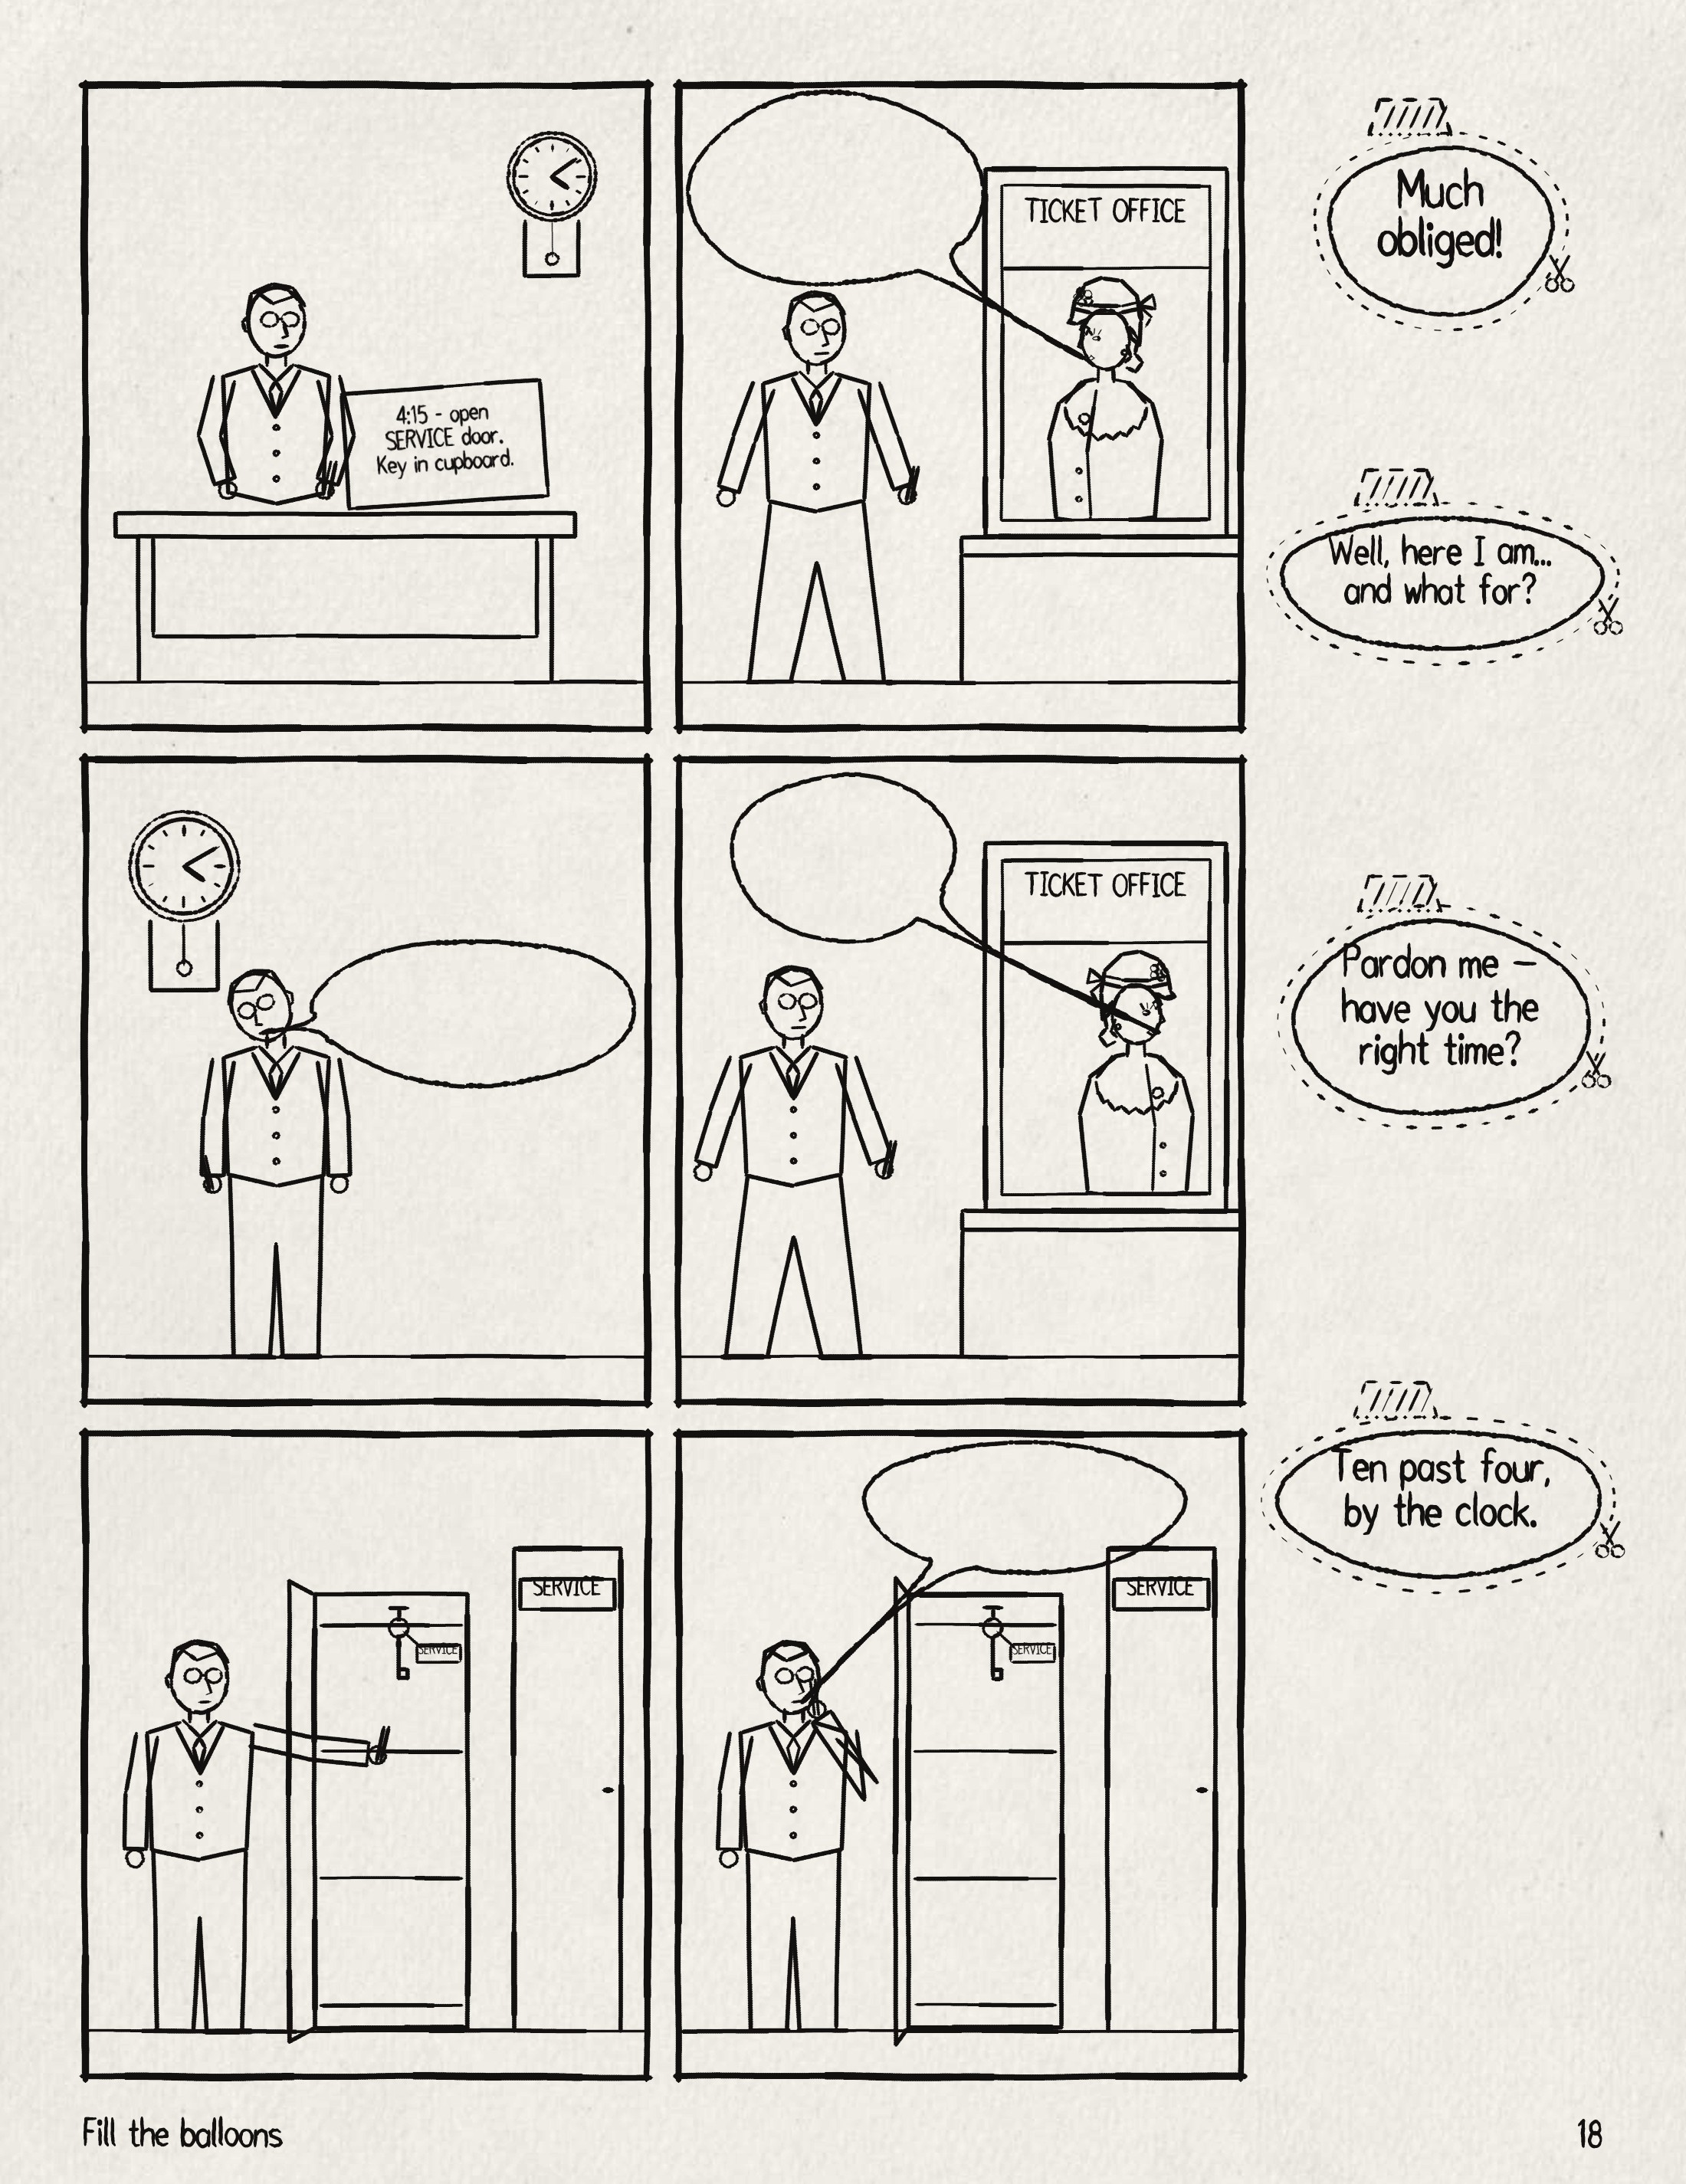 4:15 - open
SERVICE door.
Key in cupboard.
TICKET OFFICE
Much
obliged!
Well, here I am...
and what for?
TICKET OFFICE
Pardon me –
have you the
right time?
SERVICE
SERVICE
SERVICE
SERVICE
Ten past four,
by the clock.
Fill the balloons
18